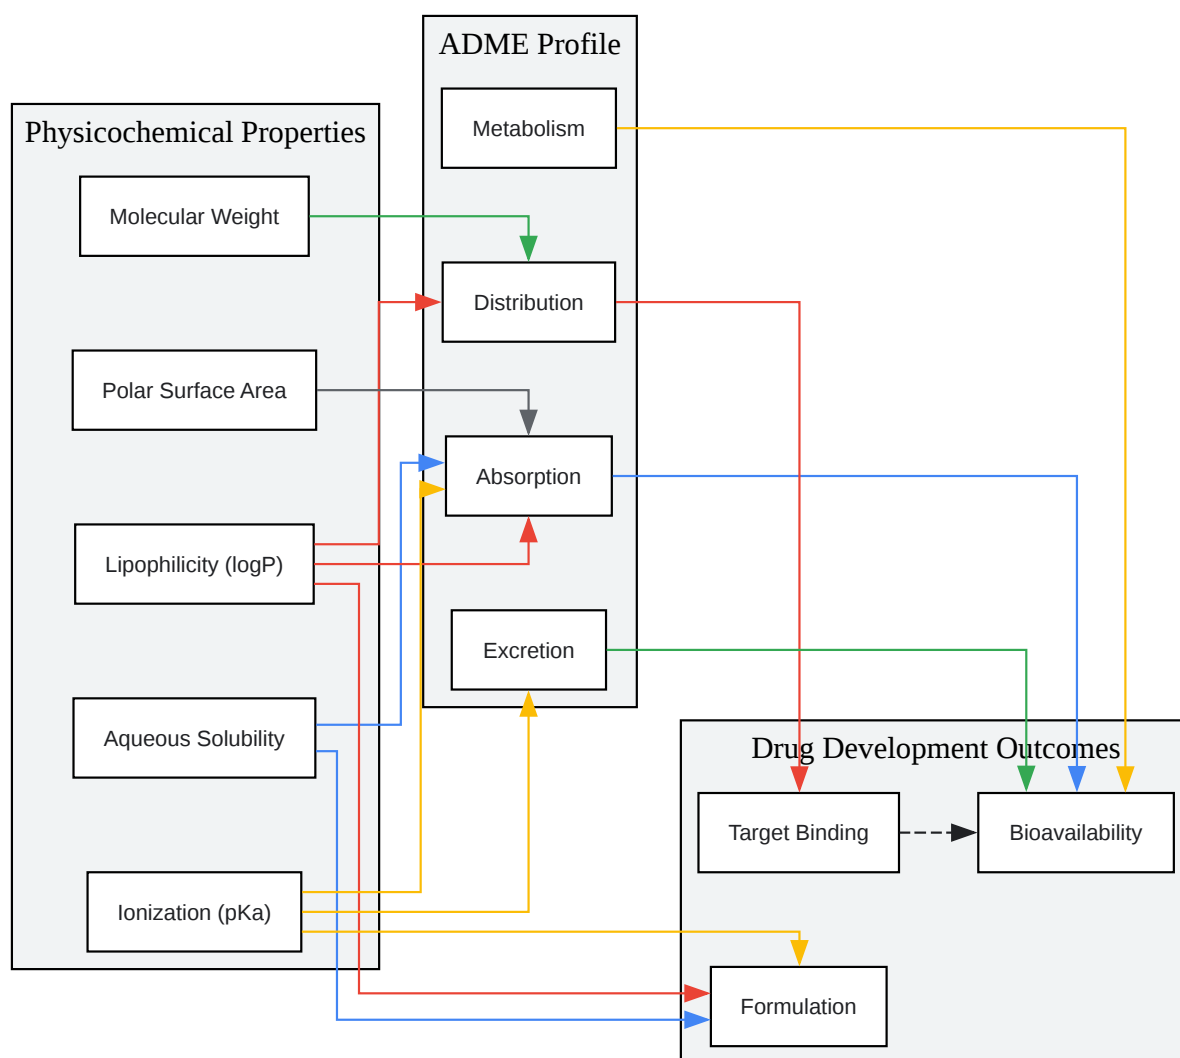 Physicochemical Properties
Molecular Weight
Polar Surface Area
Lipophilicity (logP)
Aqueous Solubility
Ionization (pKa)
ADME Profile
Metabolism
Distribution
Absorption
Excretion
Drug Development Outcomes
Target Binding
Bioavailability
Formulation